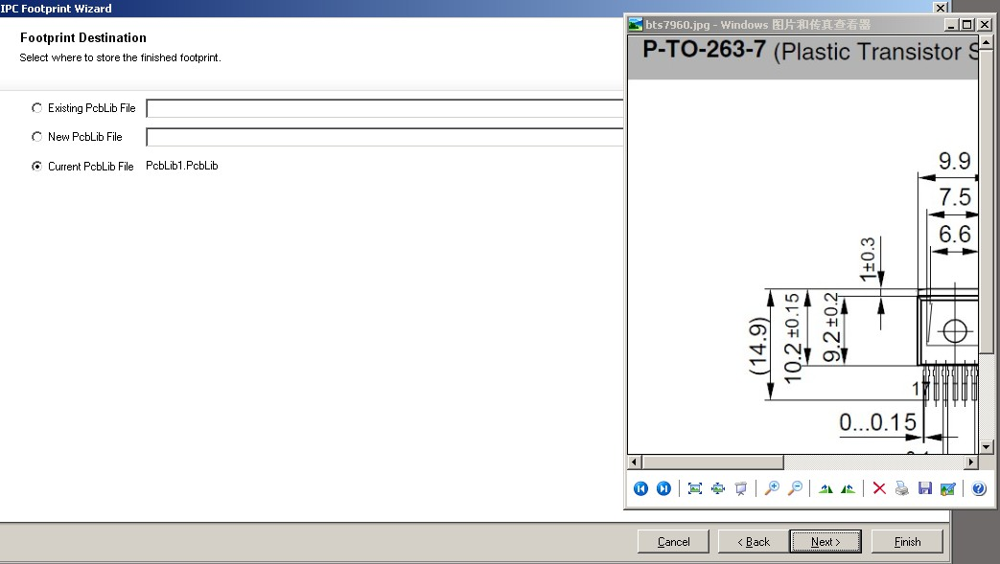 IPC Footprint Wizard
Footprint Destination
Select where to store the finished footprint.
Existing PcbLib File
New PcbLib File
Current PcbLib File PcbLib1.PcbLib
bts7960.jpg - Windows 图片和传真查看器
P-TO-263-7 (Plastic Transistor S
9.9
7.5
6.6
1±0.3
(14.9)
10.2 ±0.15
9.2 ±0.2
0...0.15
Cancel
< Back
Next >
Finish